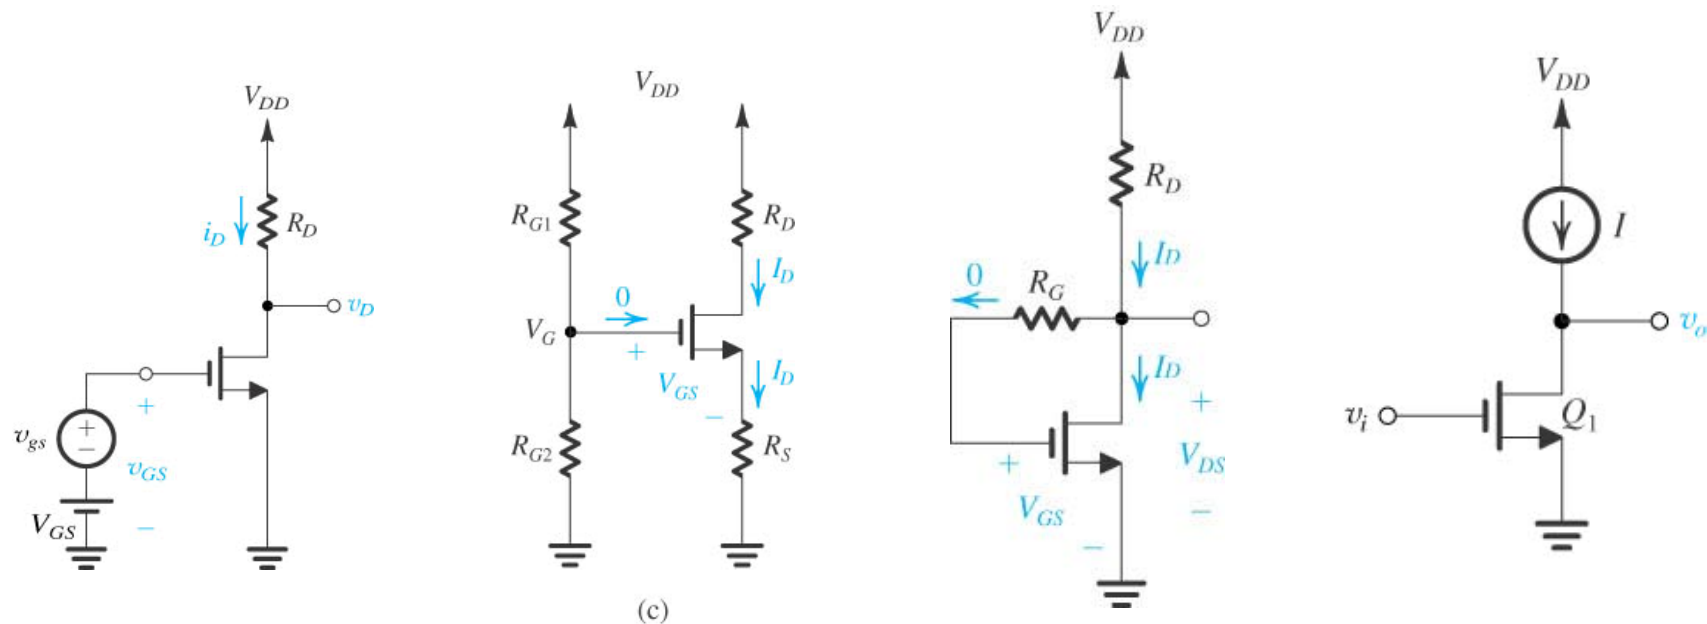 V_DD
i_D
R_D
v_D
+
v_gs
+
−
v_GS
V_GS
−
V_DD
R_G1
R_D
I_D
0
V_G
+
V_GS
−
I_D
R_G2
R_S
(c)
V_DD
R_D
I_D
0
R_G
I_D
+
V_DS
−
+
V_GS
−
V_DD
I
v_o
v_i
Q_1